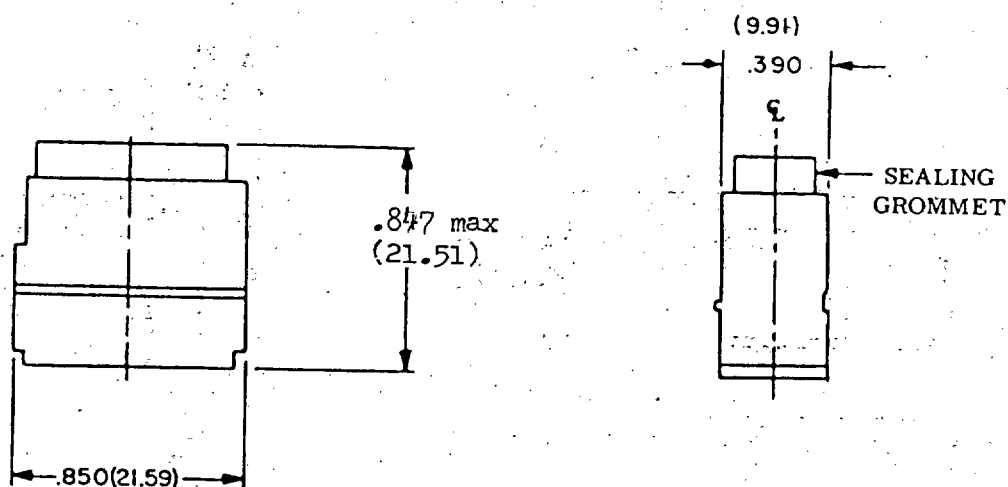 (9.91)
.390
℄
SEALING
GROMMET
.847 max
(21.51)
.850(21.59)